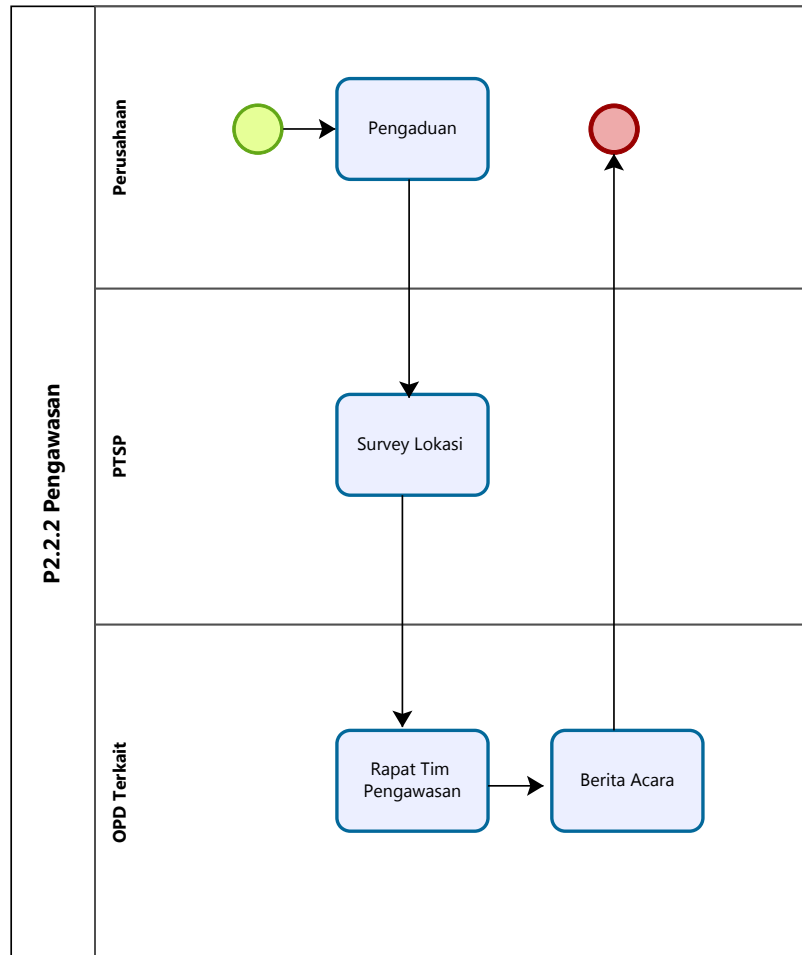 P2.2.2 Pengawasan
Perusahaan
Pengaduan
PTSP
Survey Lokasi
OPD Terkait
Rapat Tim
Pengawasan
Berita Acara